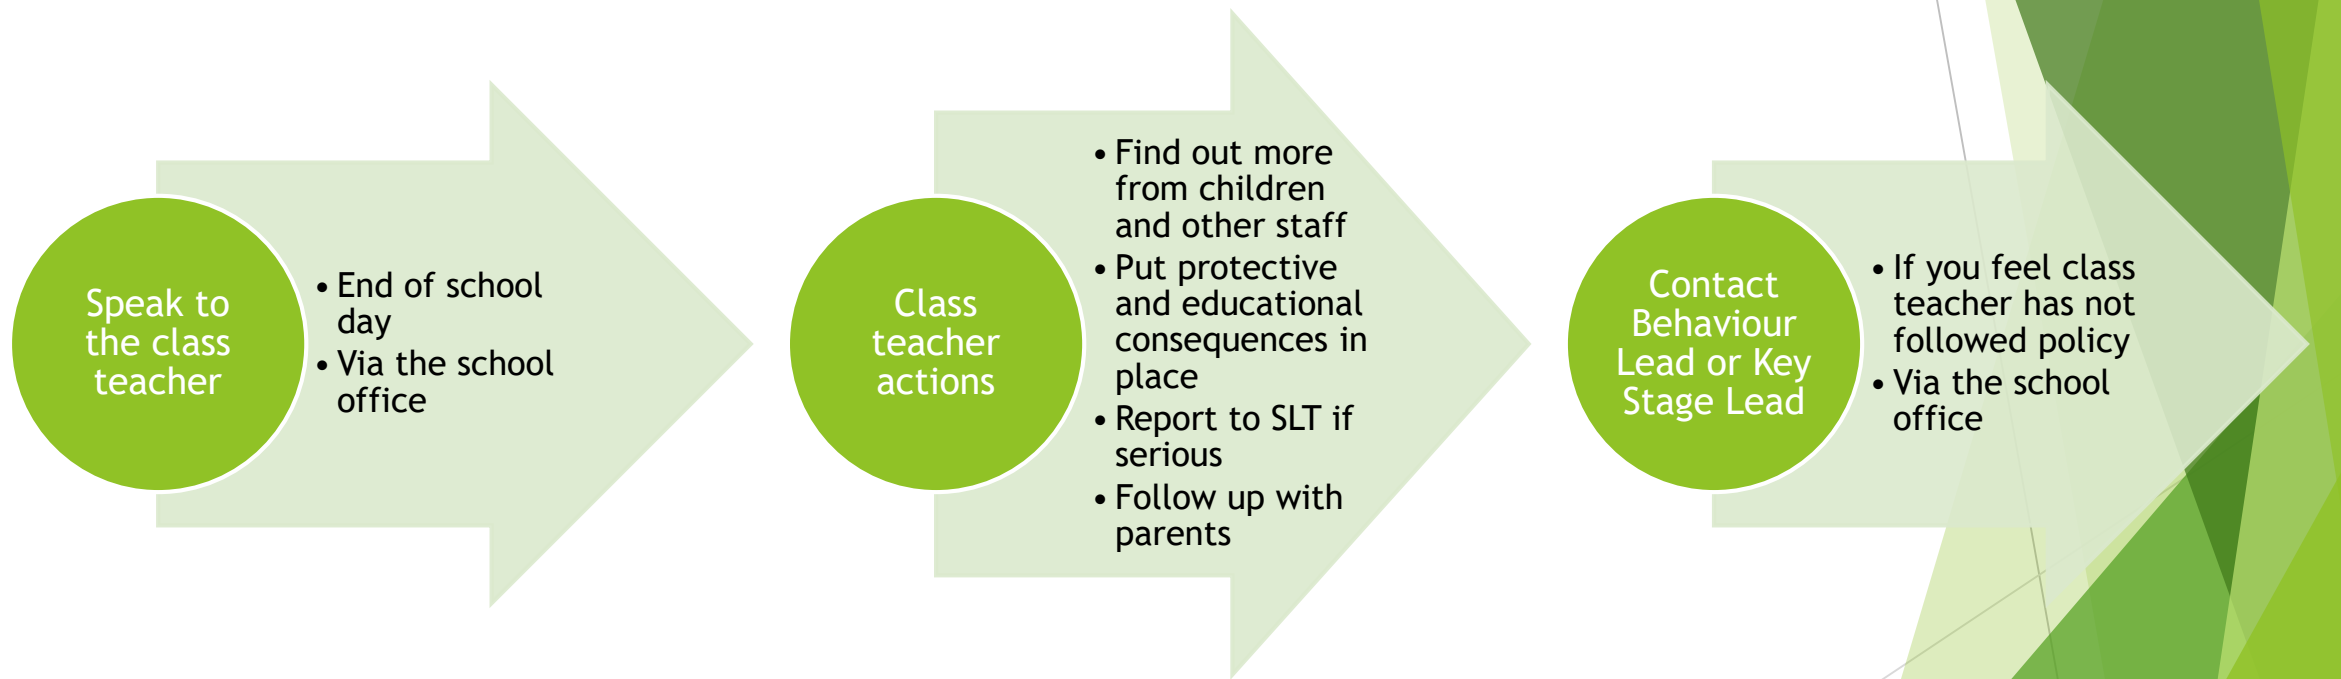 Speak to
the class
teacher
• End of school
day
• Via the school
office
Class
teacher
actions
• Find out more
from children
and other staff
• Put protective
and educational
consequences in
place
• Report to SLT if
serious
• Follow up with
parents
Contact
Behaviour
Lead or Key
Stage Lead
• If you feel class
teacher has not
followed policy
• Via the school
office